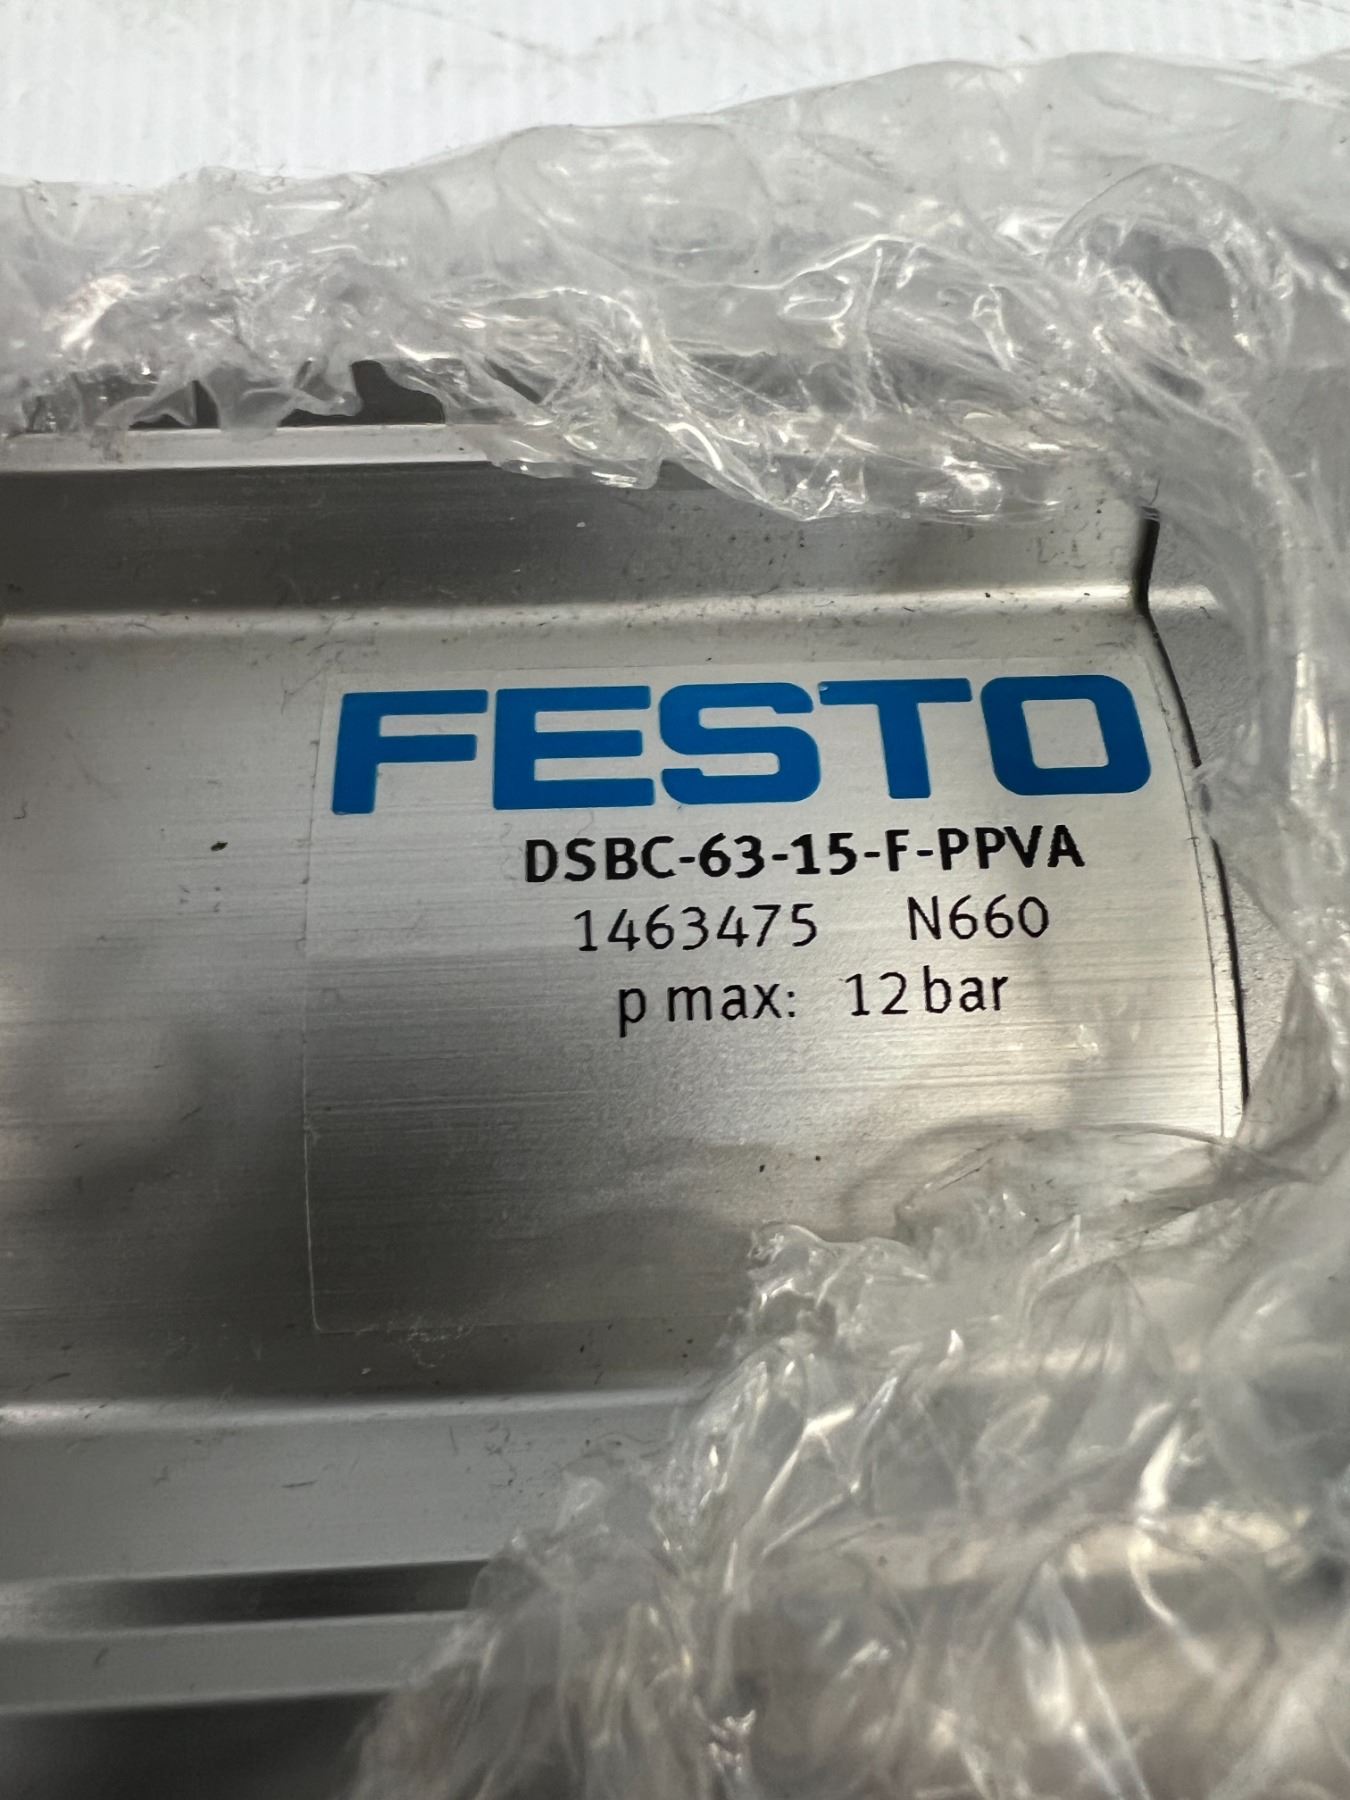 FESTO
DSBC-63-15-F-PPVA
1463475 N660
p max: 12 bar